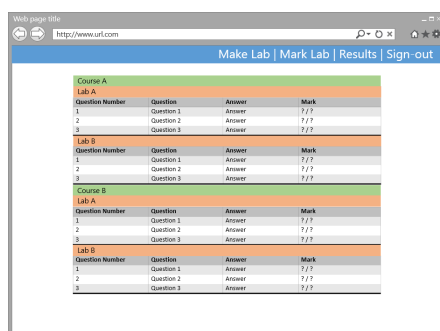 Web page title
http://www.url.com
Make Lab | Mark Lab | Results | Sign-out
Course A
Lab A
Question Number Question Answer Mark
1 Question 1 Answer ? / ?
2 Question 2 Answer ? / ?
3 Question 3 Answer ? / ?
Lab B
Question Number Question Answer Mark
1 Question 1 Answer ? / ?
2 Question 2 Answer ? / ?
3 Question 3 Answer ? / ?
Course B
Lab A
Question Number Question Answer Mark
1 Question 1 Answer ? / ?
2 Question 2 Answer ? / ?
3 Question 3 Answer ? / ?
Lab B
Question Number Question Answer Mark
1 Question 1 Answer ? / ?
2 Question 2 Answer ? / ?
3 Question 3 Answer ? / ?